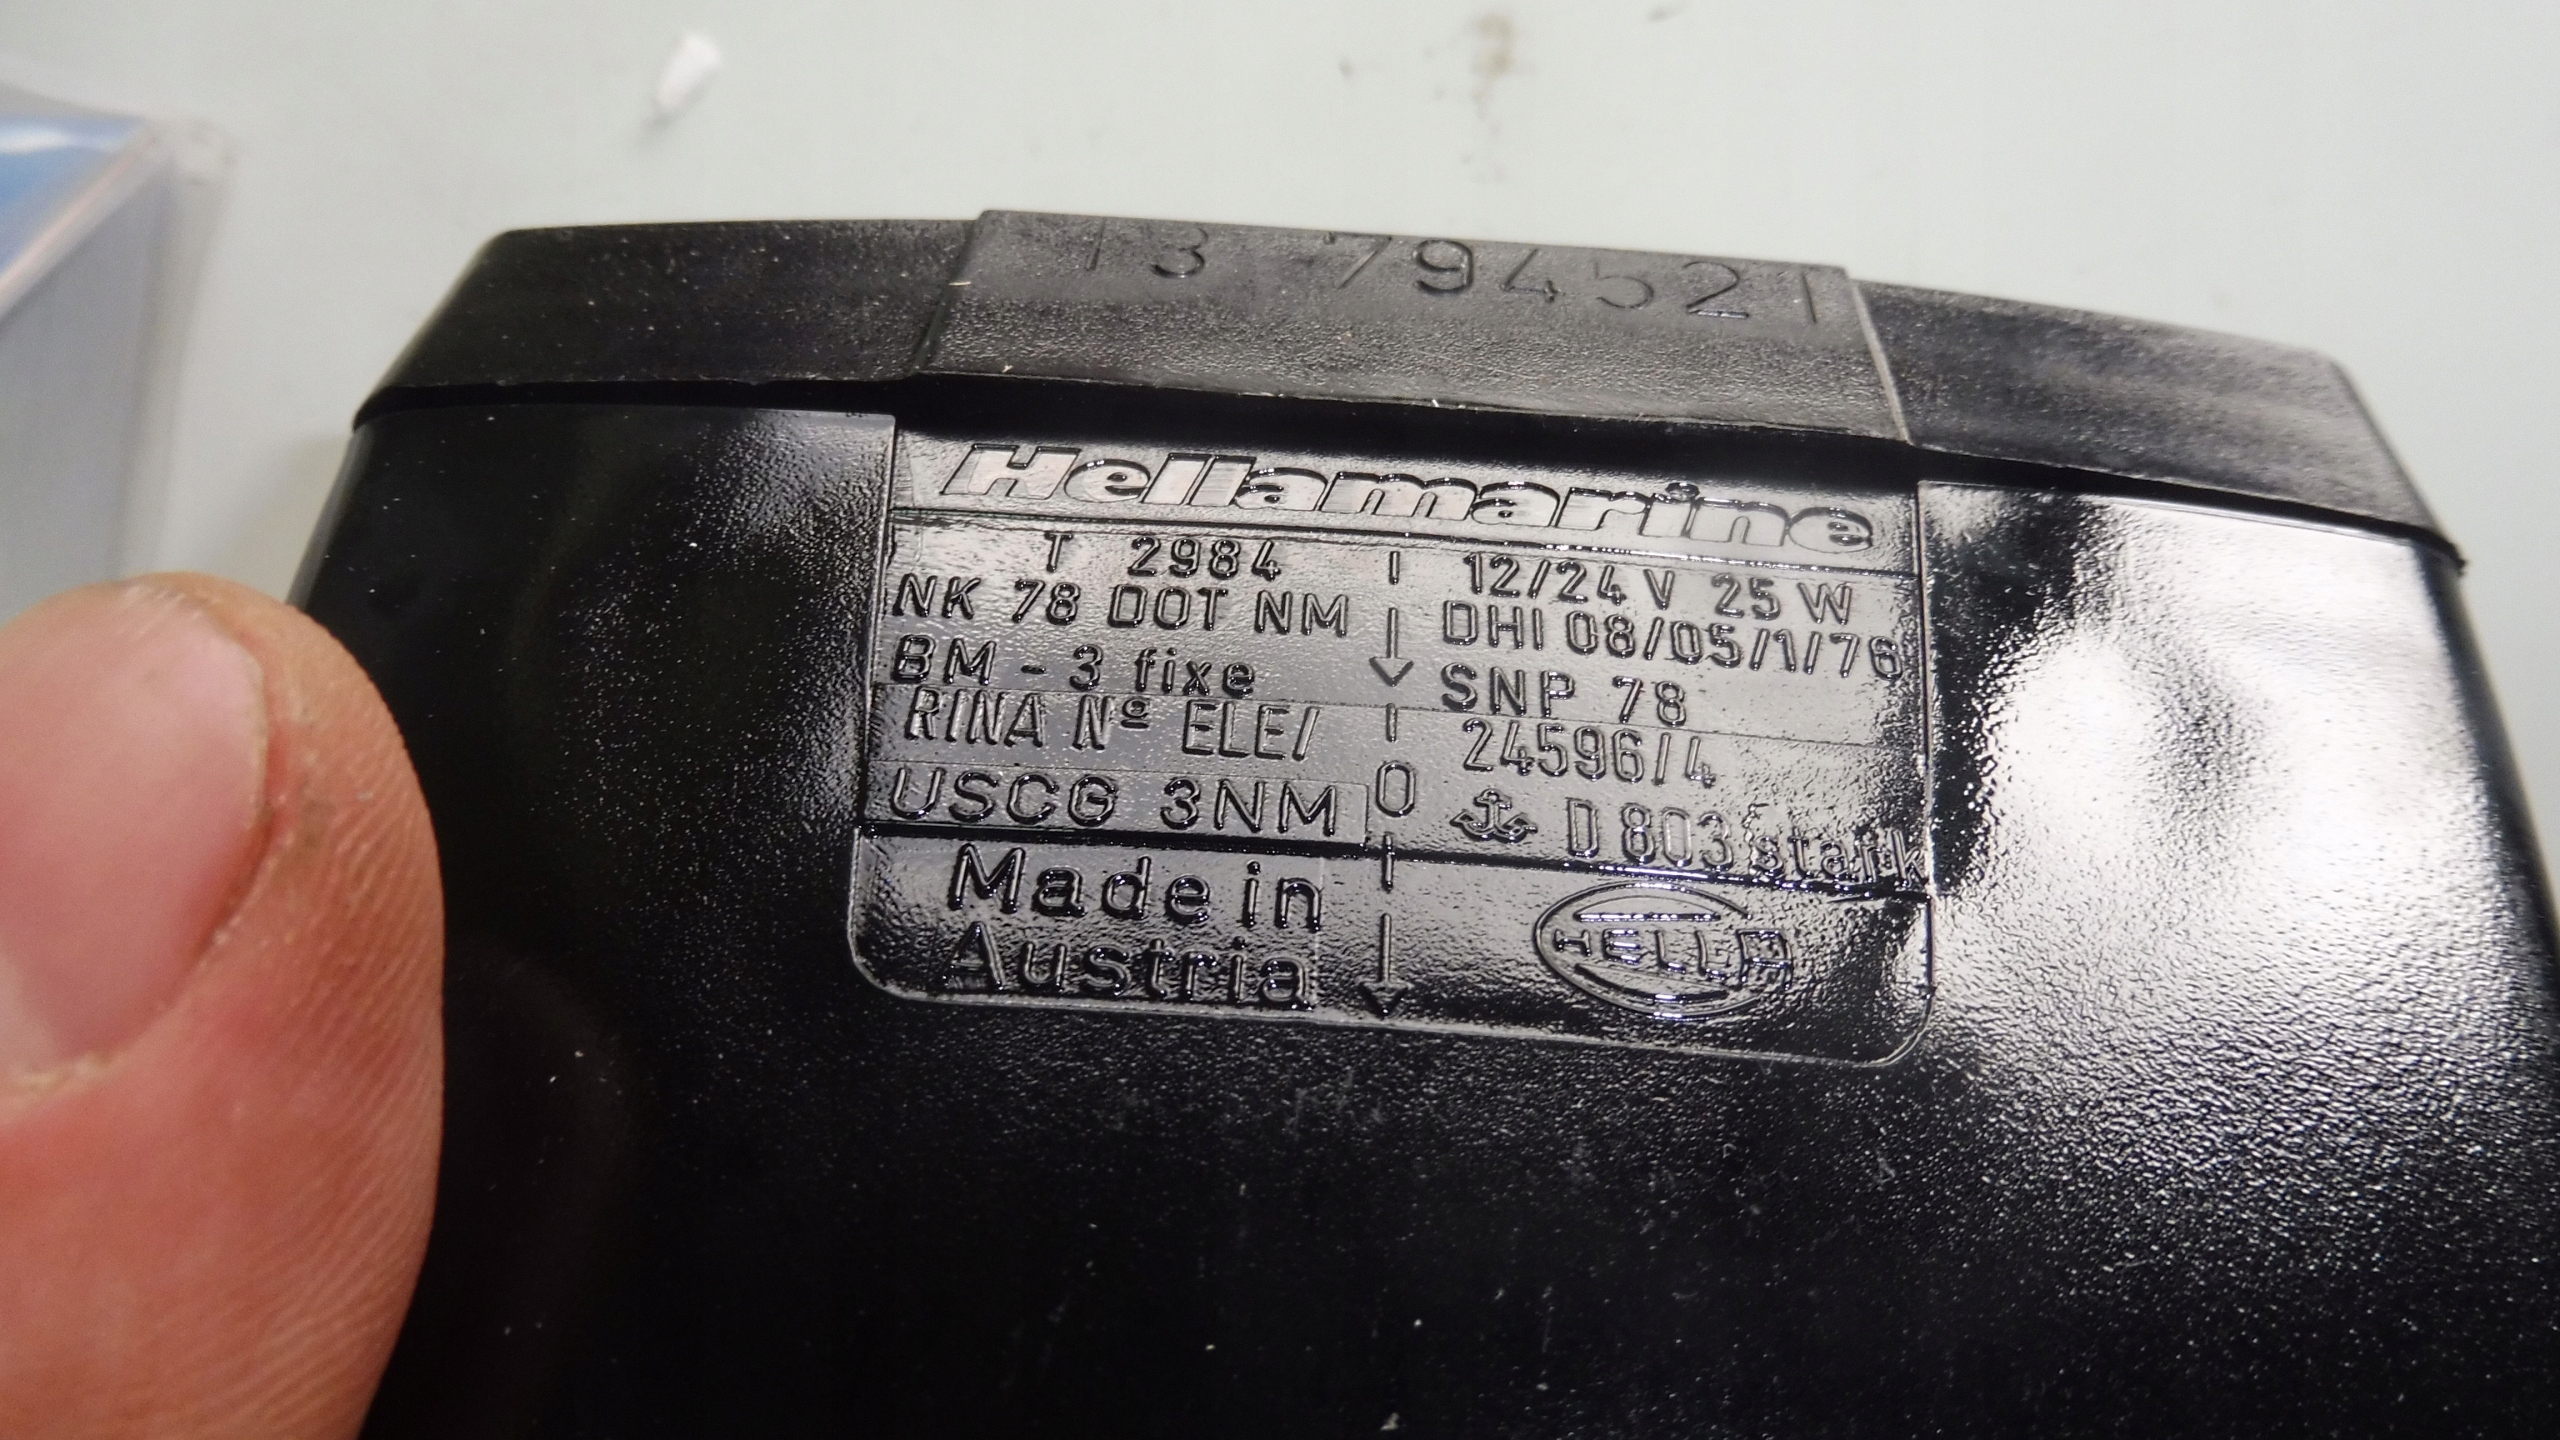 13 794521
Hellamarine
T 2984 12/24 V 25 W
NK 78 DOT NM DHI 08/05/1/76
BM - 3 fixe SNP 78
RINA Nº ELE/ 24596/4
USCG 3NM O D 803 stark
Made in
Austria
HELLA